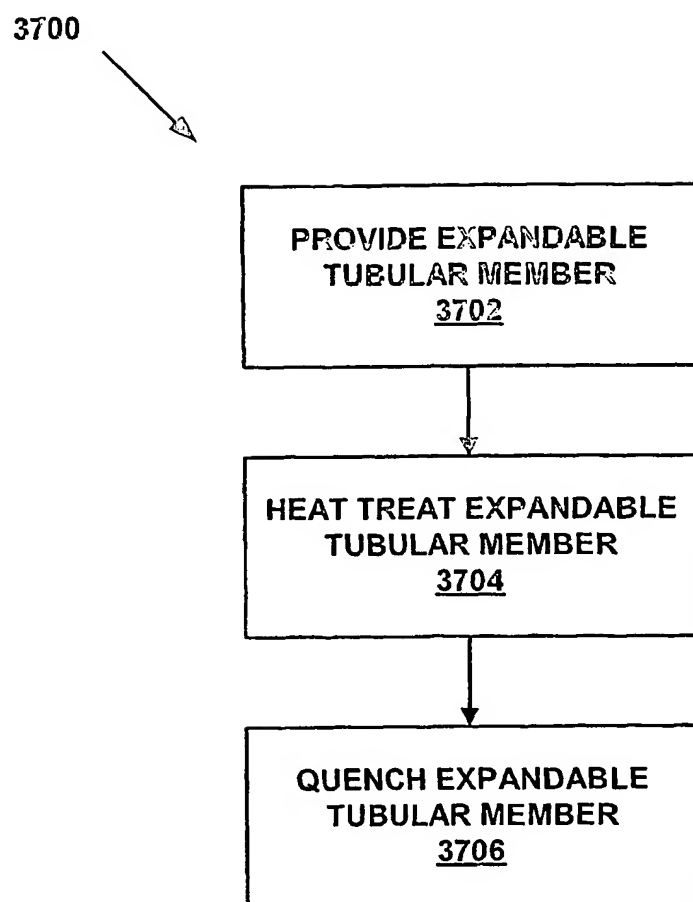 3700
PROVIDE EXPANDABLE
TUBULAR MEMBER
3702
HEAT TREAT EXPANDABLE
TUBULAR MEMBER
3704
QUENCH EXPANDABLE
TUBULAR MEMBER
3706